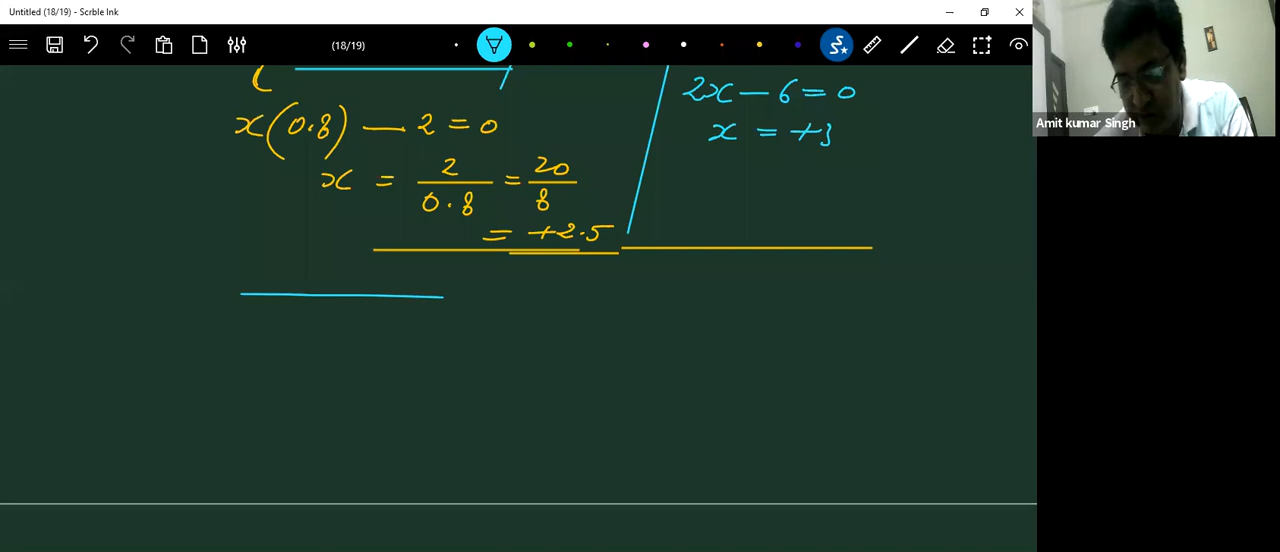 Untitled (18/19) - Scrble Ink
(18/19)
x(0.8) — 2 = 0
x = 2/0.8 = 20/8
= +2.5
2x — 6 = 0
x = +3
Amit kumar Singh